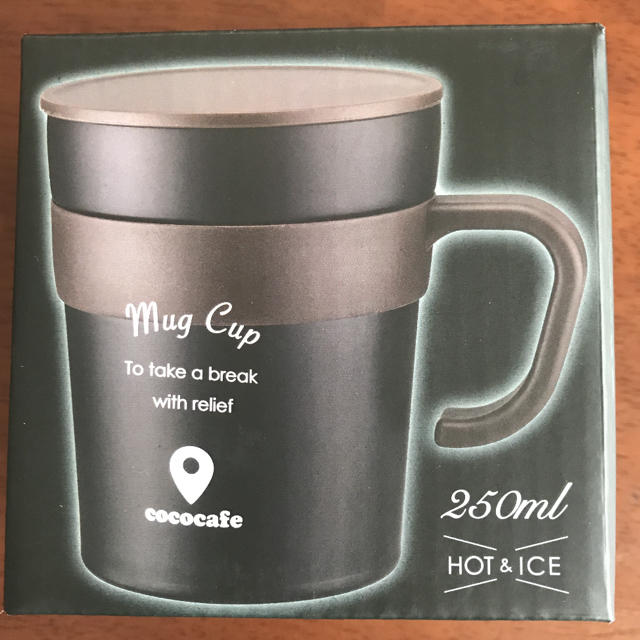 Mug Cup
To take a break
with relief
cococafe
250ml
HOT & ICE